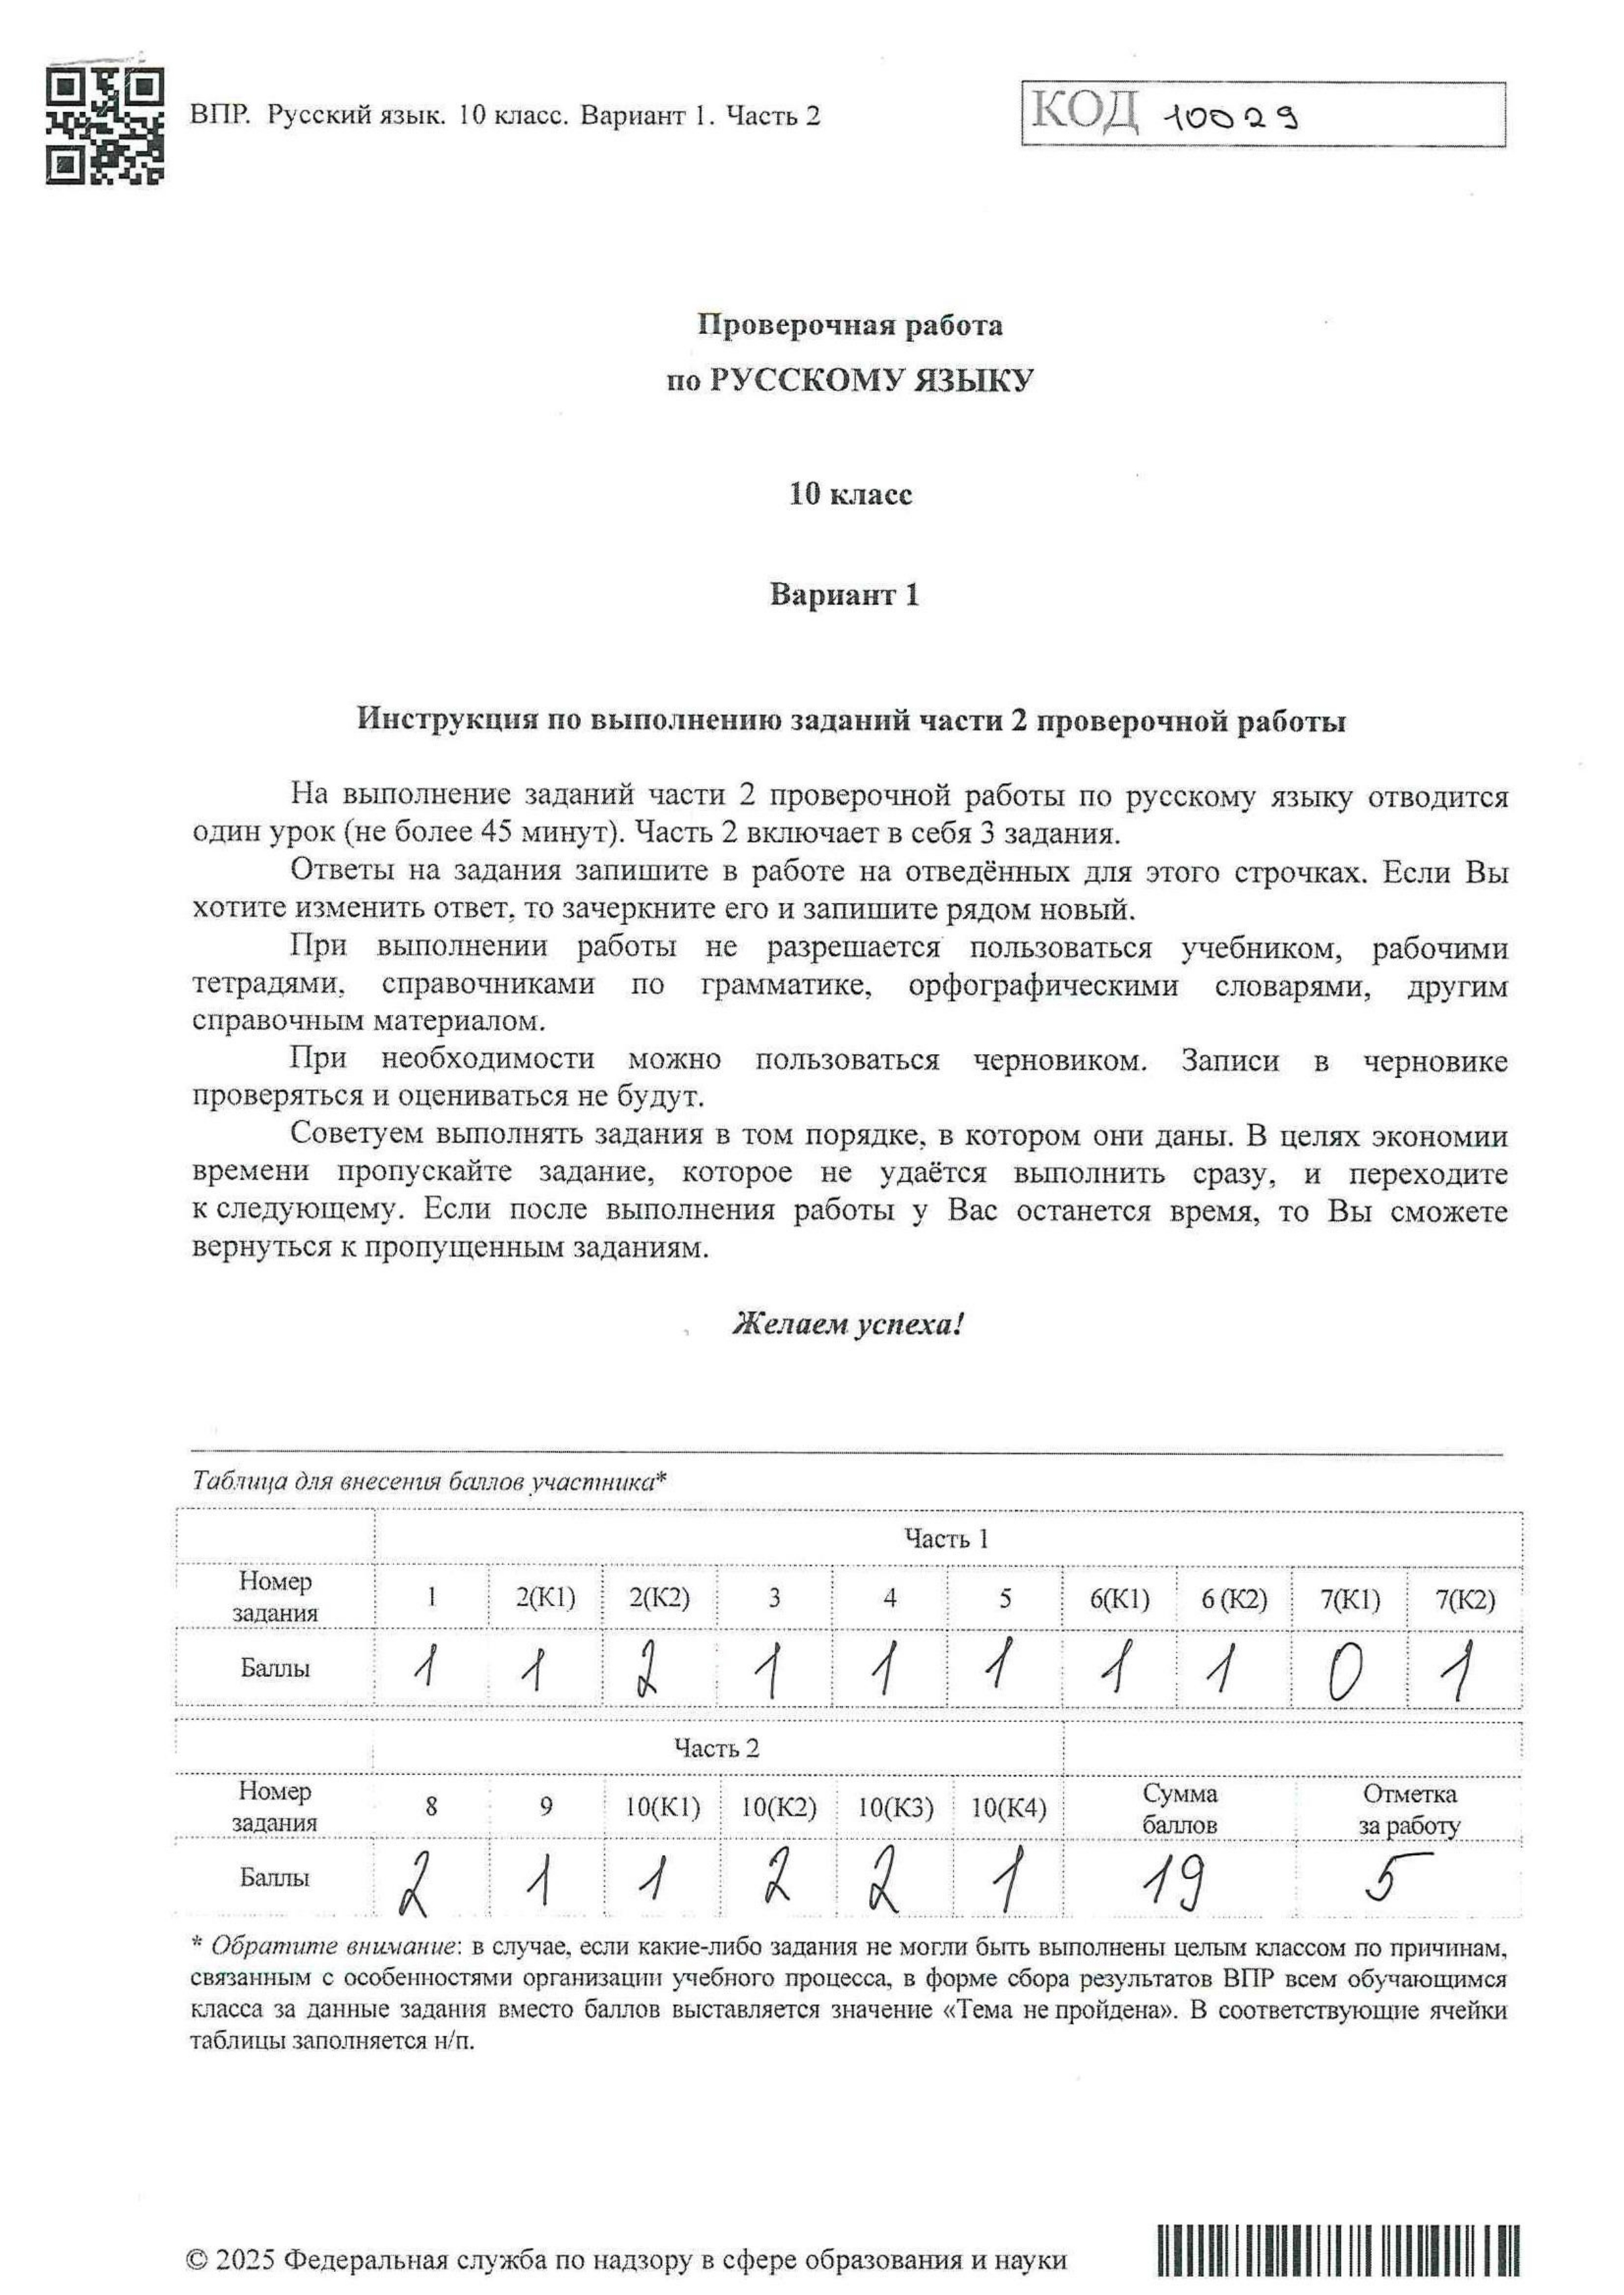 ВПР. Русский язык. 10 класс. Вариант 1. Часть 2
КОД 10029
Проверочная работа
по РУССКОМУ ЯЗЫКУ
10 класс
Вариант 1
Инструкция по выполнению заданий части 2 проверочной работы
На выполнение заданий части 2 проверочной работы по русскому языку отводится
один урок (не более 45 минут). Часть 2 включает в себя 3 задания.
Ответы на задания запишите в работе на отведённых для этого строчках. Если Вы
хотите изменить ответ, то зачеркните его и запишите рядом новый.
При выполнении работы не разрешается пользоваться учебником, рабочими
тетрадями, справочниками по грамматике, орфографическими словарями, другим
справочным материалом.
При необходимости можно пользоваться черновиком. Записи в черновике
проверяться и оцениваться не будут.
Советуем выполнять задания в том порядке, в котором они даны. В целях экономии
времени пропускайте задание, которое не удаётся выполнить сразу, и переходите
к следующему. Если после выполнения работы у Вас останется время, то Вы сможете
вернуться к пропущенным заданиям.
Желаем успеха!
Таблица для внесения баллов участника*
Часть 1
Номер задания 1 2(К1) 2(К2) 3 4 5 6(К1) 6 (К2) 7(К1) 7(К2)
Баллы 1 1 2 1 1 1 1 1 0 1
Часть 2
Номер задания 8 9 10(К1) 10(К2) 10(К3) 10(К4) Сумма баллов Отметка за работу
Баллы 2 1 1 2 2 1 19 5
* Обратите внимание: в случае, если какие-либо задания не могли быть выполнены целым классом по причинам,
связанным с особенностями организации учебного процесса, в форме сбора результатов ВПР всем обучающимся
класса за данные задания вместо баллов выставляется значение «Тема не пройдена». В соответствующие ячейки
таблицы заполняется н/п.
© 2025 Федеральная служба по надзору в сфере образования и науки